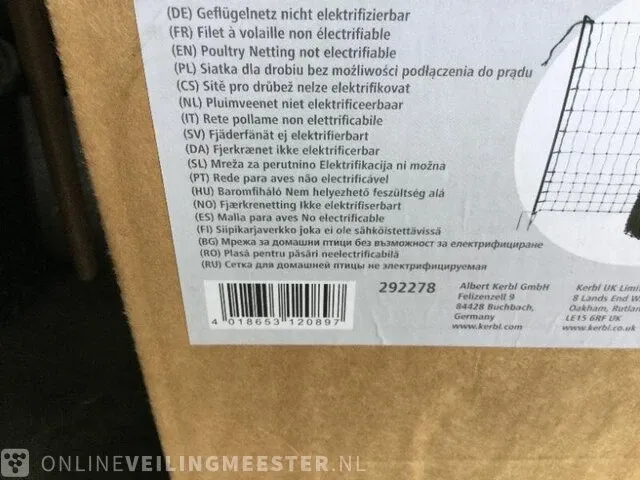 (DE) Geflügelnetz nicht elektrifizierbar
(FR) Filet à volaille non électrifiable
(EN) Poultry Netting not electrifiable
(PL) Siatka dla drobiu bez możliwości podłączenia do prądu
(CS) Sítě pro drůbež nelze elektrifikovat
(NL) Pluimveenet niet elektrificeerbaar
(IT) Rete pollame non elettrificabile
(SV) Fjäderfänät ej elektrifierbart
(DA) Fjerkrænet ikke elektrificerbar
(SL) Mreža za perutnino Elektrifikacija ni možna
(PT) Rede para aves não electrificável
(HU) Baromfiháló Nem helyezhető feszültség alá
(NO) Fjærkrenetting Ikke elektrifiserbart
(ES) Malla para aves No electrificable
(FI) Siipikarjaverkko joka ei ole sähköistettävissä
(BG) Мрежа за домашни птици без възможност за електрифициране
(RO) Plasă pentru păsări neelectrificabilă
(RU) Сетка для домашней птицы не электрифицируемая
4 018653 120897
292278
Albert Kerbl GmbH
Felizenzell 9
84428 Buchbach,
Germany
www.kerbl.com
Kerbl UK Limi
8 Lands End W
Oakham, Rutlan
LE15 6RF UK
www.kerbl.co.uk
ONLINEVEILINGMEESTER.NL